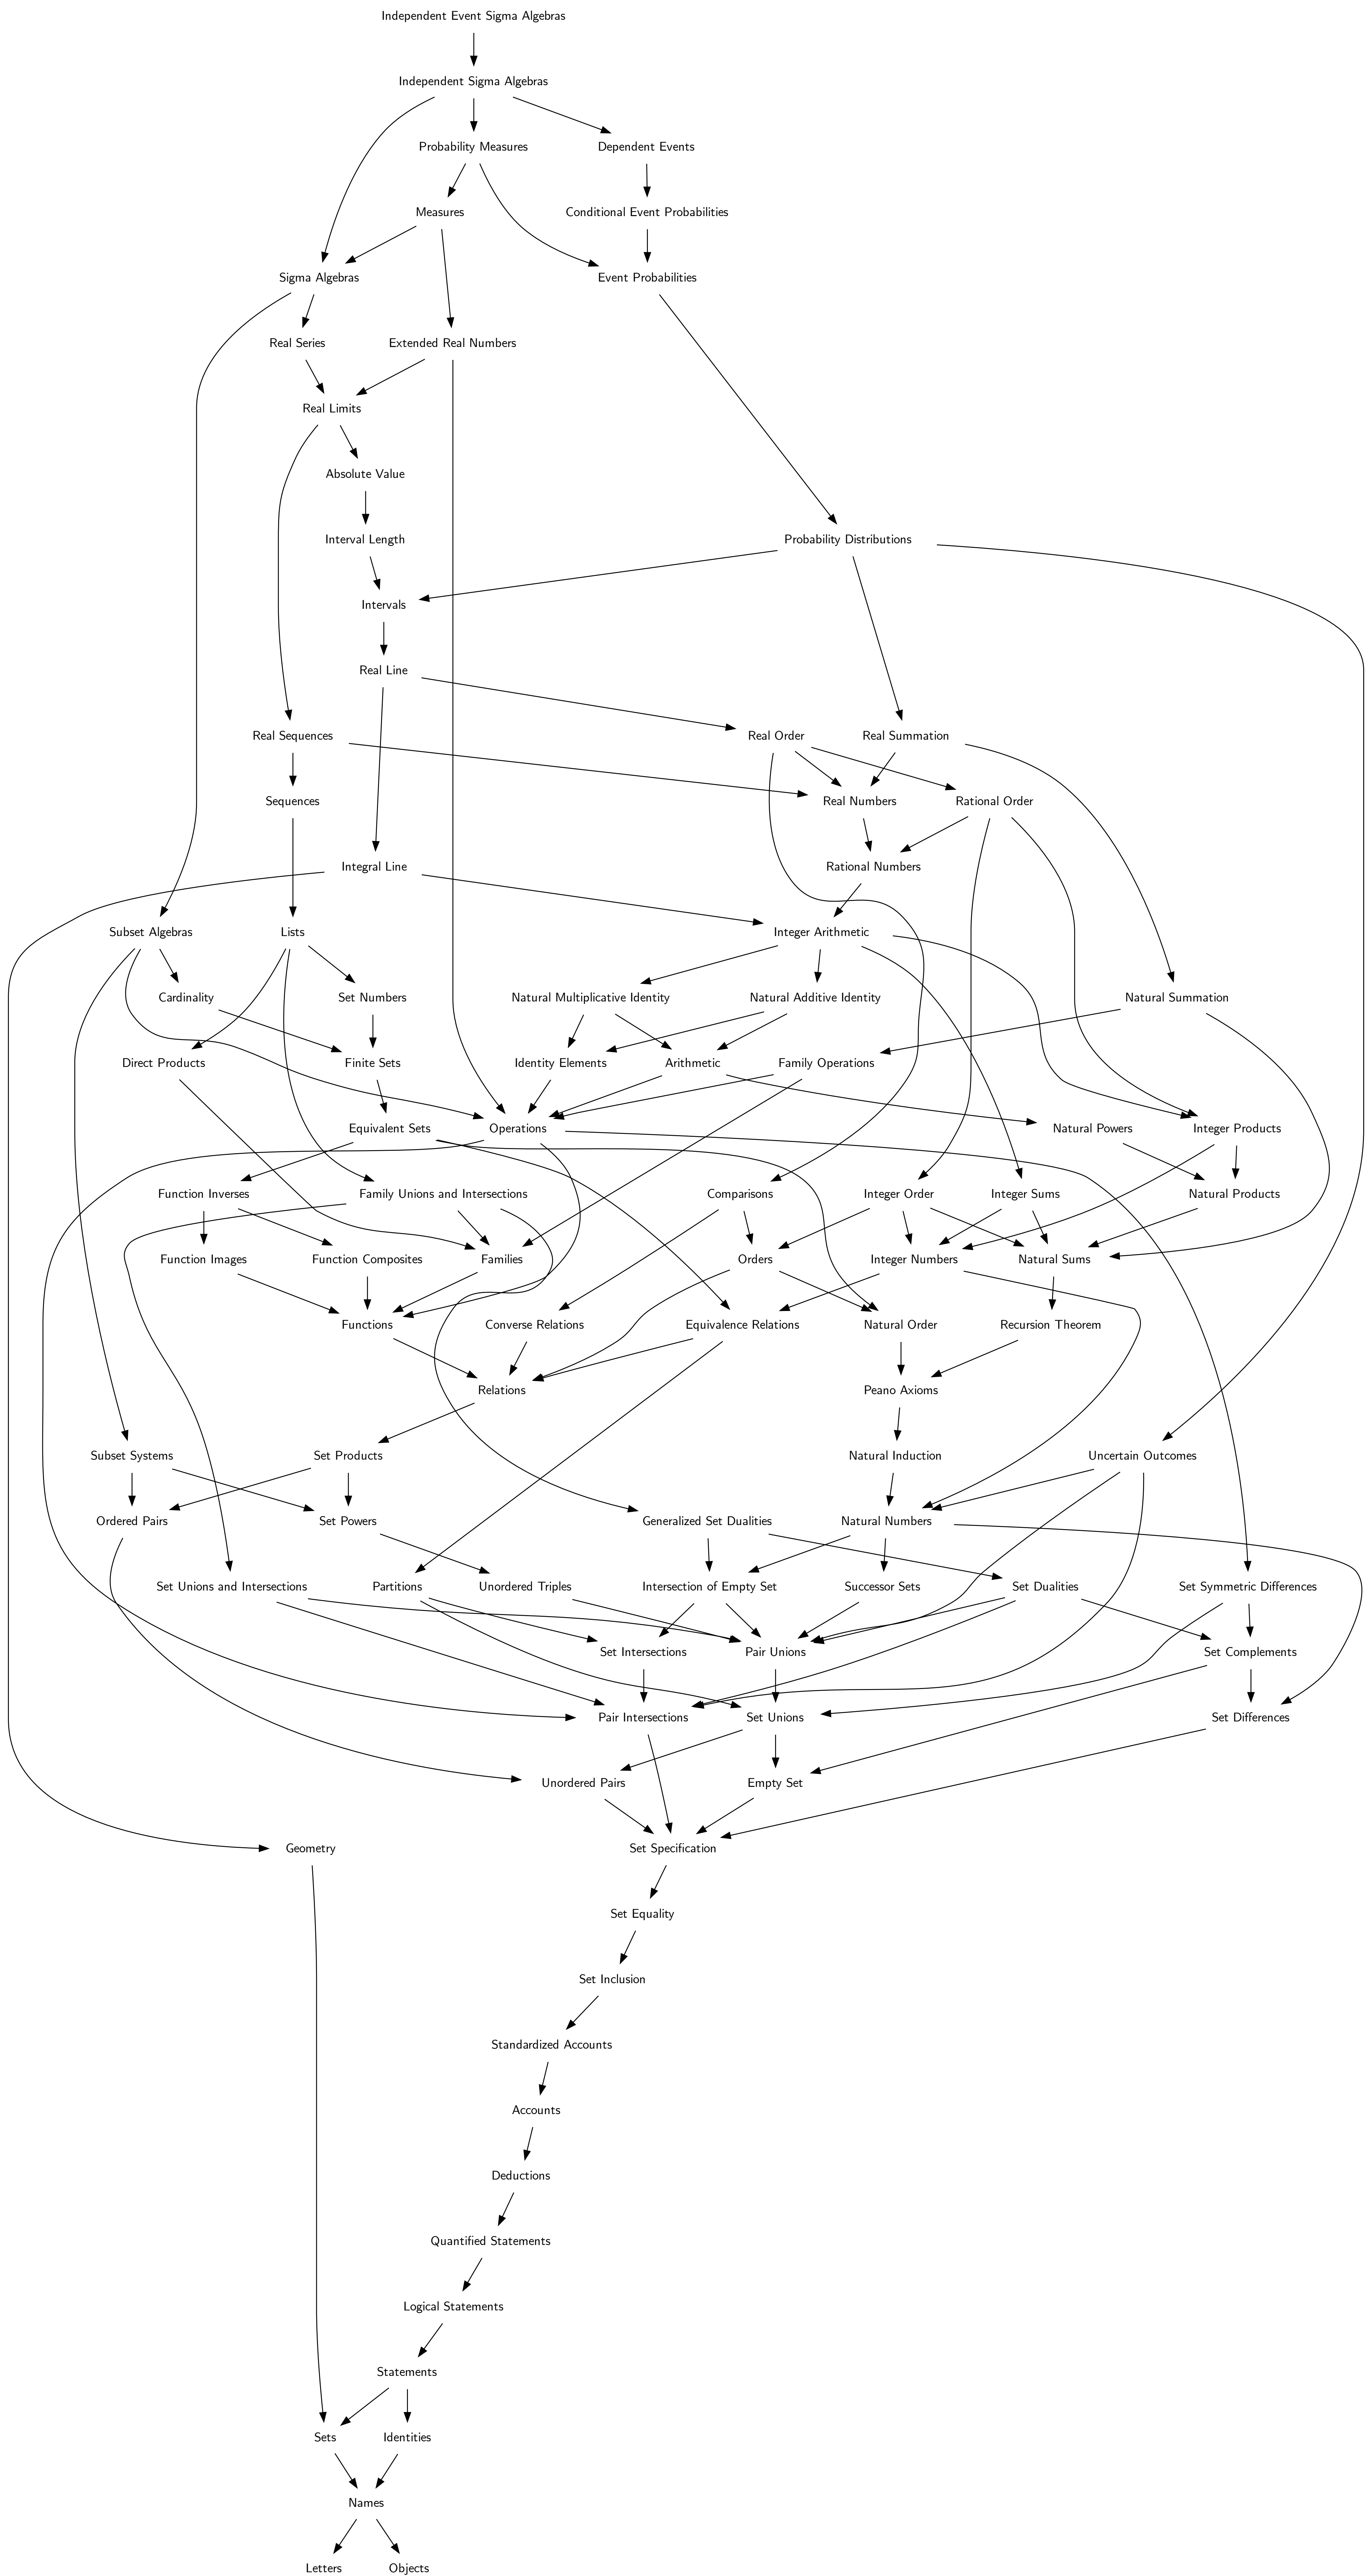 Independent Event Sigma Algebras
Independent Sigma Algebras
Probability Measures
Dependent Events
Measures
Conditional Event Probabilities
Sigma Algebras
Event Probabilities
Real Series
Extended Real Numbers
Real Limits
Absolute Value
Interval Length
Probability Distributions
Intervals
Real Line
Real Sequences
Real Order
Real Summation
Sequences
Real Numbers
Rational Order
Integral Line
Rational Numbers
Subset Algebras
Lists
Integer Arithmetic
Cardinality
Set Numbers
Natural Multiplicative Identity
Natural Additive Identity
Natural Summation
Direct Products
Finite Sets
Identity Elements
Arithmetic
Family Operations
Equivalent Sets
Operations
Natural Powers
Integer Products
Function Inverses
Family Unions and Intersections
Comparisons
Integer Order
Integer Sums
Natural Products
Function Images
Function Composites
Families
Orders
Integer Numbers
Natural Sums
Functions
Converse Relations
Equivalence Relations
Natural Order
Recursion Theorem
Relations
Peano Axioms
Subset Systems
Set Products
Natural Induction
Uncertain Outcomes
Ordered Pairs
Set Powers
Generalized Set Dualities
Natural Numbers
Set Unions and Intersections
Partitions
Unordered Triples
Intersection of Empty Set
Successor Sets
Set Dualities
Set Symmetric Differences
Set Intersections
Pair Unions
Set Complements
Pair Intersections
Set Unions
Set Differences
Unordered Pairs
Empty Set
Geometry
Set Specification
Set Equality
Set Inclusion
Standardized Accounts
Accounts
Deductions
Quantified Statements
Logical Statements
Statements
Sets
Identities
Names
Letters
Objects